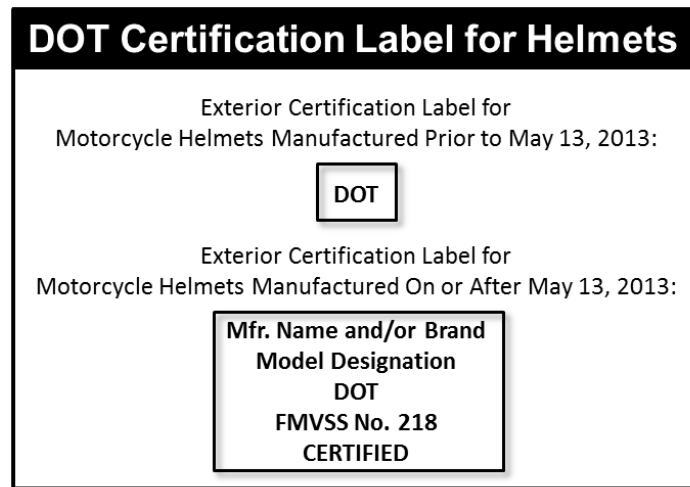 DOT Certification Label for Helmets
Exterior Certification Label for
Motorcycle Helmets Manufactured Prior to May 13, 2013:
DOT
Exterior Certification Label for
Motorcycle Helmets Manufactured On or After May 13, 2013:
Mfr. Name and/or Brand
Model Designation
DOT
FMVSS No. 218
CERTIFIED